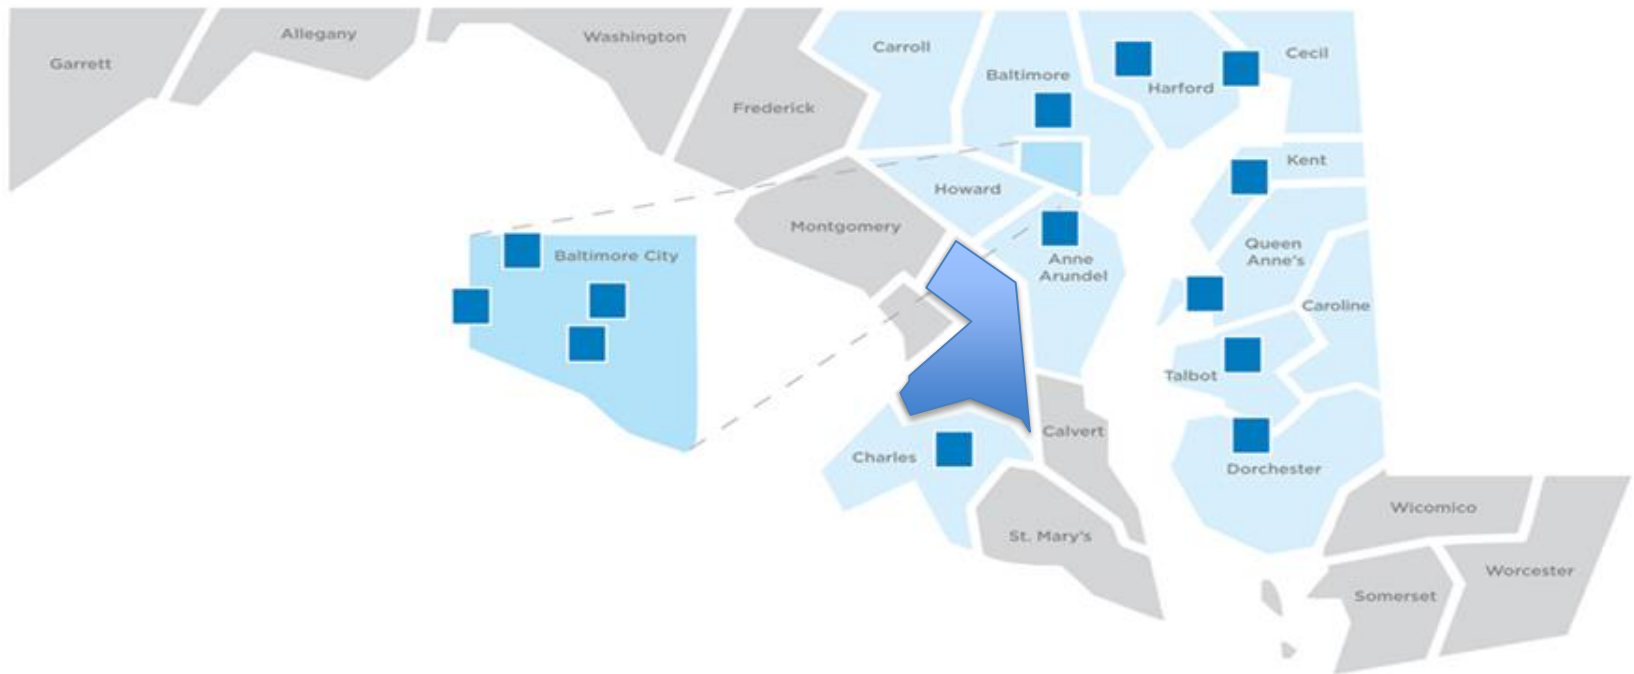 Garrett
Allegany
Washington
Frederick
Carroll
Baltimore
Harford
Cecil
Kent
Howard
Montgomery
Baltimore City
Anne
Arundel
Queen
Anne's
Caroline
Talbot
Calvert
Charles
Dorchester
St. Mary's
Wicomico
Worcester
Somerset